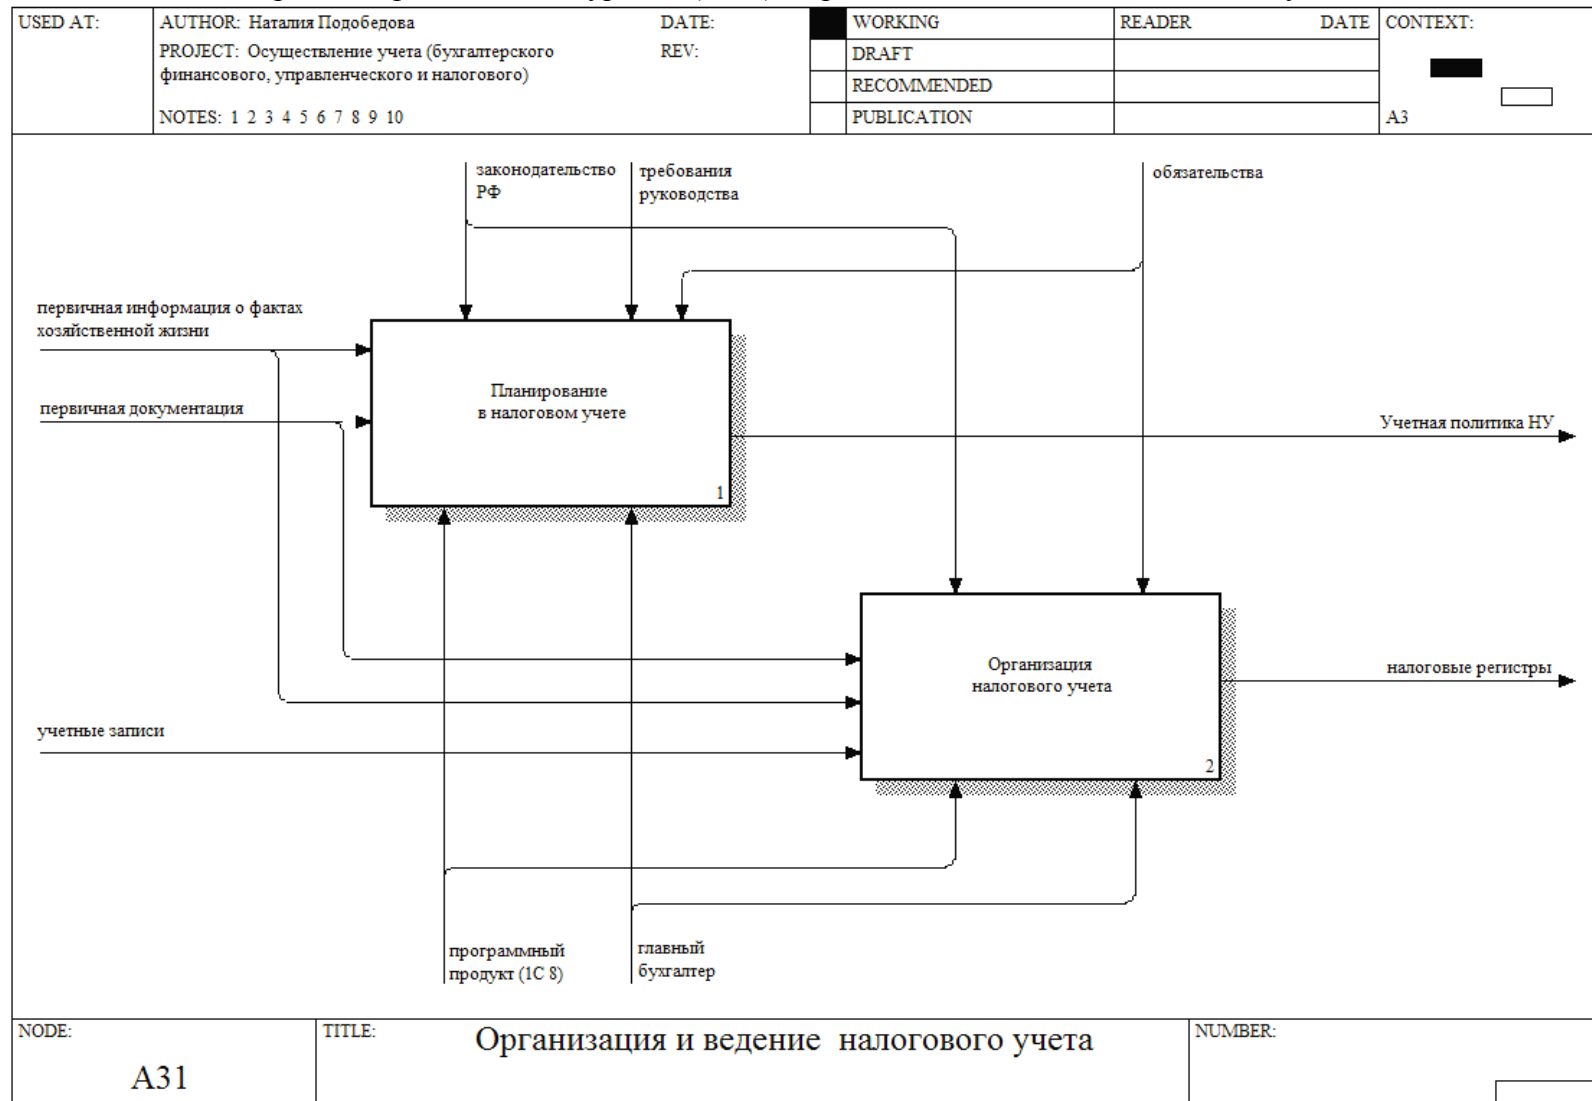 USED AT:
AUTHOR: Наталия Подобедова
DATE:
PROJECT: Осуществление учета (бухгалтерского
REV:
финансового, управленческого и налогового)
NOTES: 1 2 3 4 5 6 7 8 9 10
WORKING
DRAFT
RECOMMENDED
PUBLICATION
READER
DATE
CONTEXT:
A3
законодательство
РФ
требования
руководства
обязательства
первичная информация о фактах
хозяйственной жизни
первичная документация
Планирование
в налоговом учете
1
Учетная политика НУ
Организация
налогового учета
2
налоговые регистры
учетные записи
программный
продукт (1С 8)
главный
бухгалтер
NODE:
A31
TITLE:
Организация и ведение налогового учета
NUMBER: